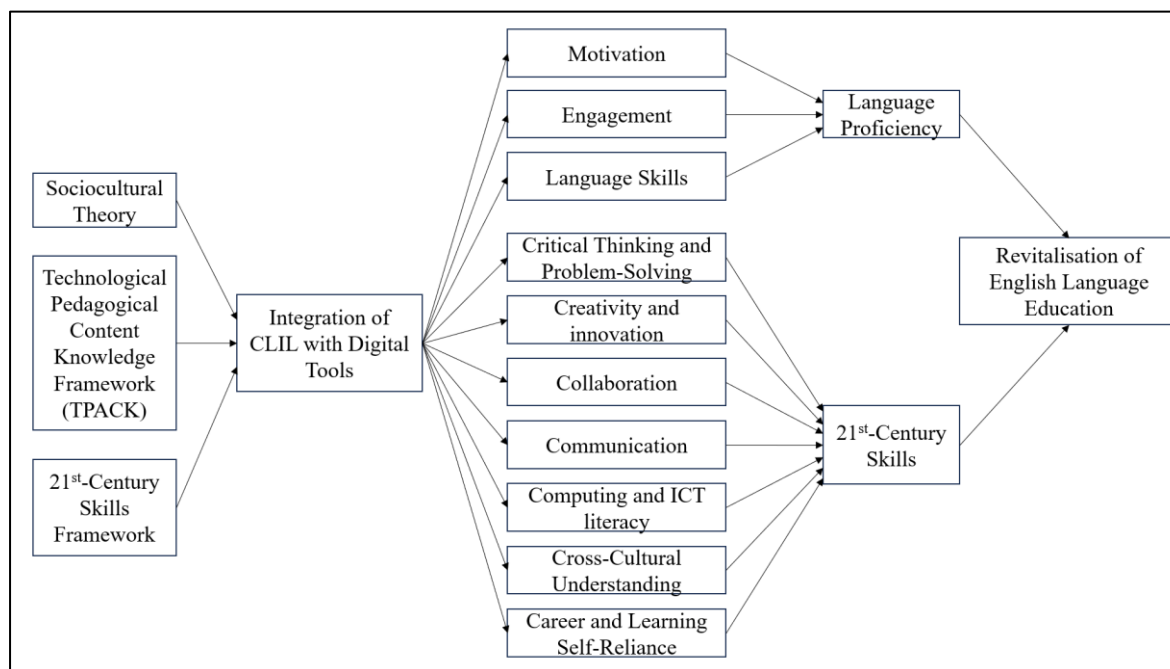 Sociocultural
Theory
Technological
Pedagogical
Content
Knowledge
Framework
(TPACK)
21st-Century
Skills
Framework
Integration of
CLIL with Digital
Tools
Motivation
Engagement
Language Skills
Critical Thinking and
Problem-Solving
Creativity and
innovation
Collaboration
Communication
Computing and ICT
literacy
Cross-Cultural
Understanding
Career and Learning
Self-Reliance
Language
Proficiency
21st-Century
Skills
Revitalisation of
English Language
Education